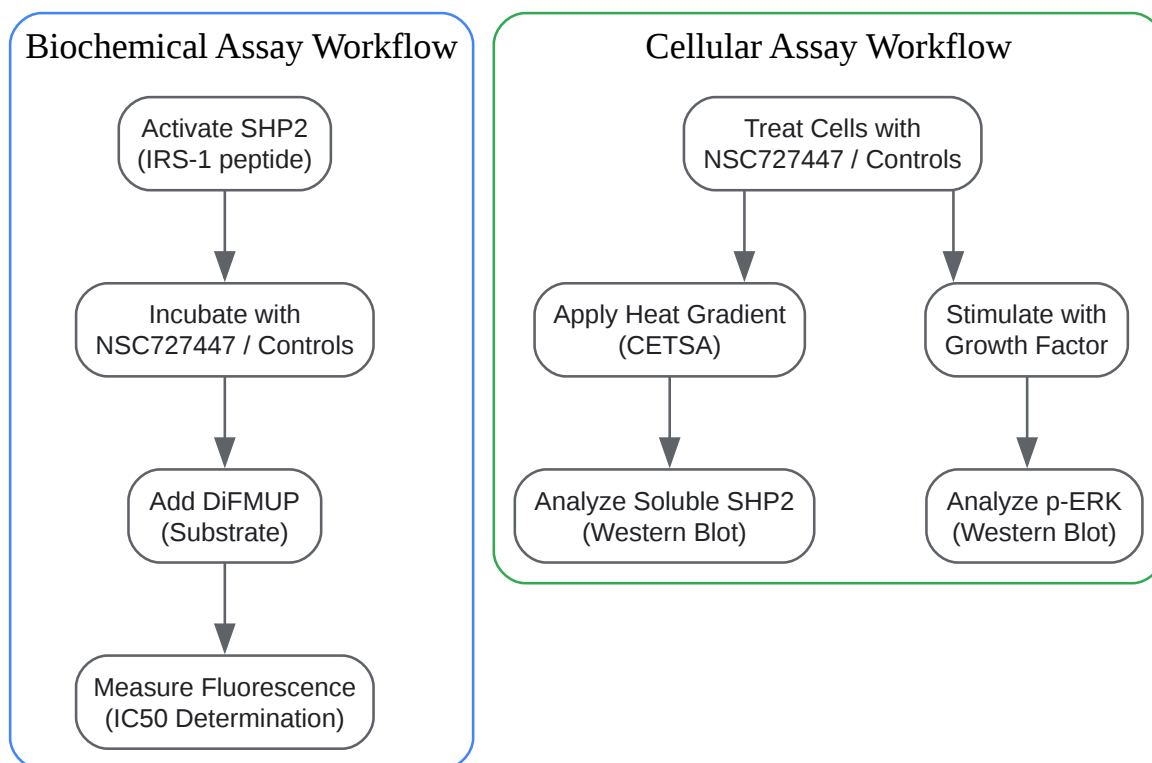 Biochemical Assay Workflow
Activate SHP2
(IRS-1 peptide)
Incubate with
NSC727447 / Controls
Add DiFMUP
(Substrate)
Measure Fluorescence
(IC50 Determination)
Cellular Assay Workflow
Treat Cells with
NSC727447 / Controls
Apply Heat Gradient
(CETSA)
Analyze Soluble SHP2
(Western Blot)
Stimulate with
Growth Factor
Analyze p-ERK
(Western Blot)